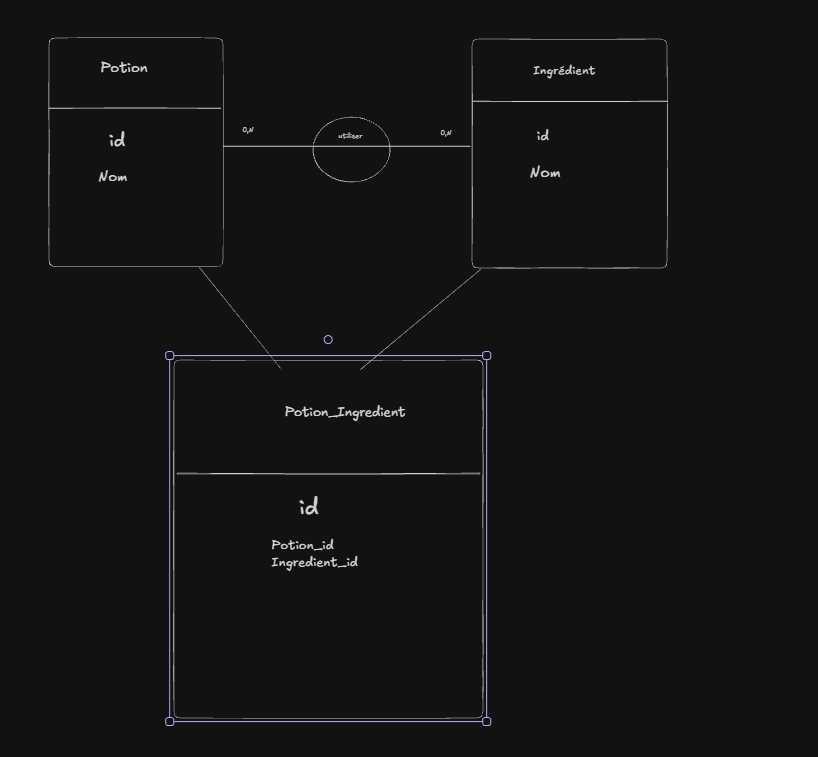 Potion
id
Nom
0,N
utiliser
0,N
Ingrédient
id
Nom
Potion_Ingredient
id
Potion_id
Ingredient_id